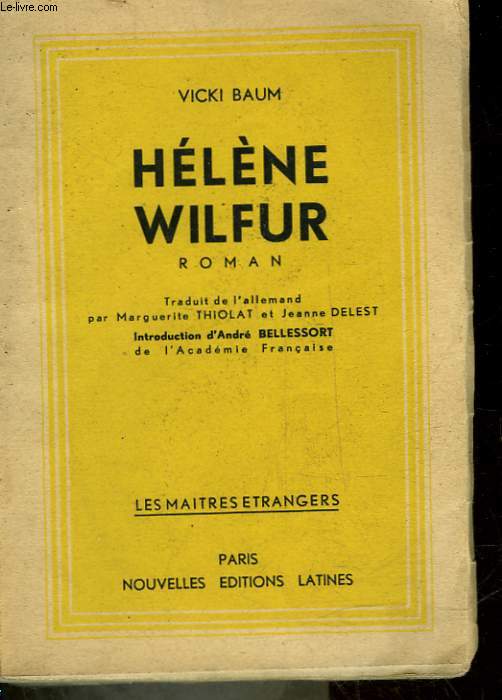 Le-livre.com
VICKI BAUM
HÉLÈNE
WILFUR
ROMAN
Traduit de l'allemand
par Marguerite THIOLAT et Jeanne DELEST
Introduction d'André BELLESSORT
de l'Académie Française
LES MAITRES ETRANGERS
PARIS
NOUVELLES EDITIONS LATINES